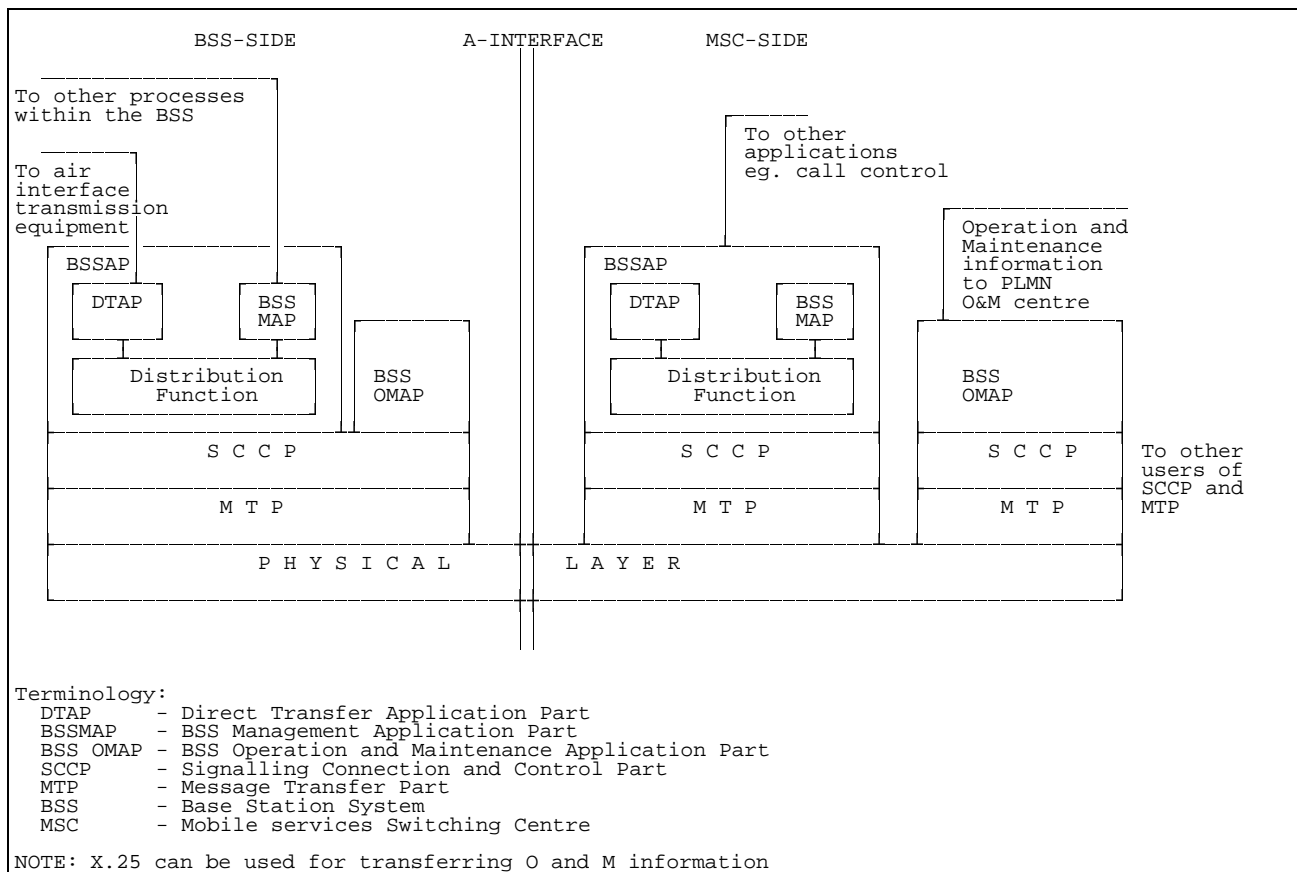 BSS-SIDE A-INTERFACE MSC-SIDE
To other processes
within the BSS
To other
applications
eg. call control
To air
interface
transmission
equipment
Operation and
Maintenance
information
to PLMN
O&M centre
BSSAP
DTAP
BSS
MAP
Distribution
Function
BSS
OMAP
BSSAP
DTAP
BSS
MAP
Distribution
Function
BSS
OMAP
S C C P
S C C P
S C C P
M T P
M T P
M T P
To other
users of
SCCP and
MTP
P H Y S I C A L L A Y E R
Terminology:
DTAP - Direct Transfer Application Part
BSSMAP - BSS Management Application Part
BSS OMAP - BSS Operation and Maintenance Application Part
SCCP - Signalling Connection and Control Part
MTP - Message Transfer Part
BSS - Base Station System
MSC - Mobile services Switching Centre
NOTE: X.25 can be used for transferring O and M information